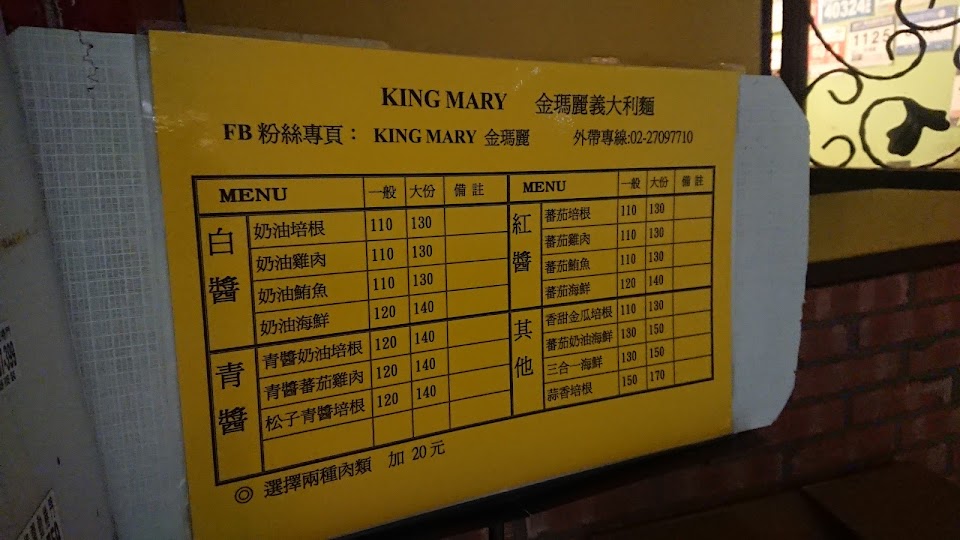 KING MARY 金瑪麗義大利麵
FB 粉絲專頁： KING MARY 金瑪麗 外帶專線:02-27097710
MENU 一般 大份 備註
白醬
奶油培根 110 130
奶油雞肉 110 130
奶油鮪魚 110 130
奶油海鮮 120 140
青醬
青醬奶油培根 120 140
青醬蕃茄雞肉 120 140
松子青醬培根 120 140
MENU 一般 大份 備註
紅醬
蕃茄培根 110 130
蕃茄雞肉 110 130
蕃茄鮪魚 110 130
蕃茄海鮮 120 140
其他
香甜金瓜培根 110 130
蕃茄奶油海鮮 130 150
三合一海鮮 130 150
蒜香培根 150 170
◎ 選擇兩種肉類 加 20 元
40324
1125